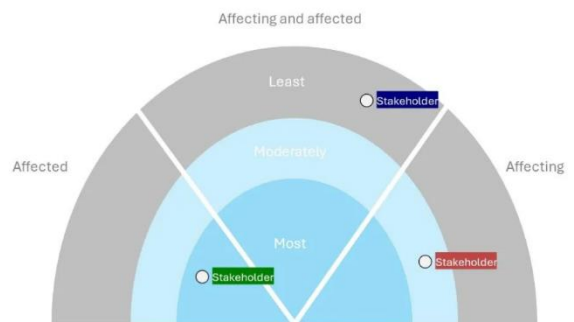 Affecting and affected
Least
Stakeholder
Moderately
Affected
Affecting
Most
Stakeholder
Stakeholder